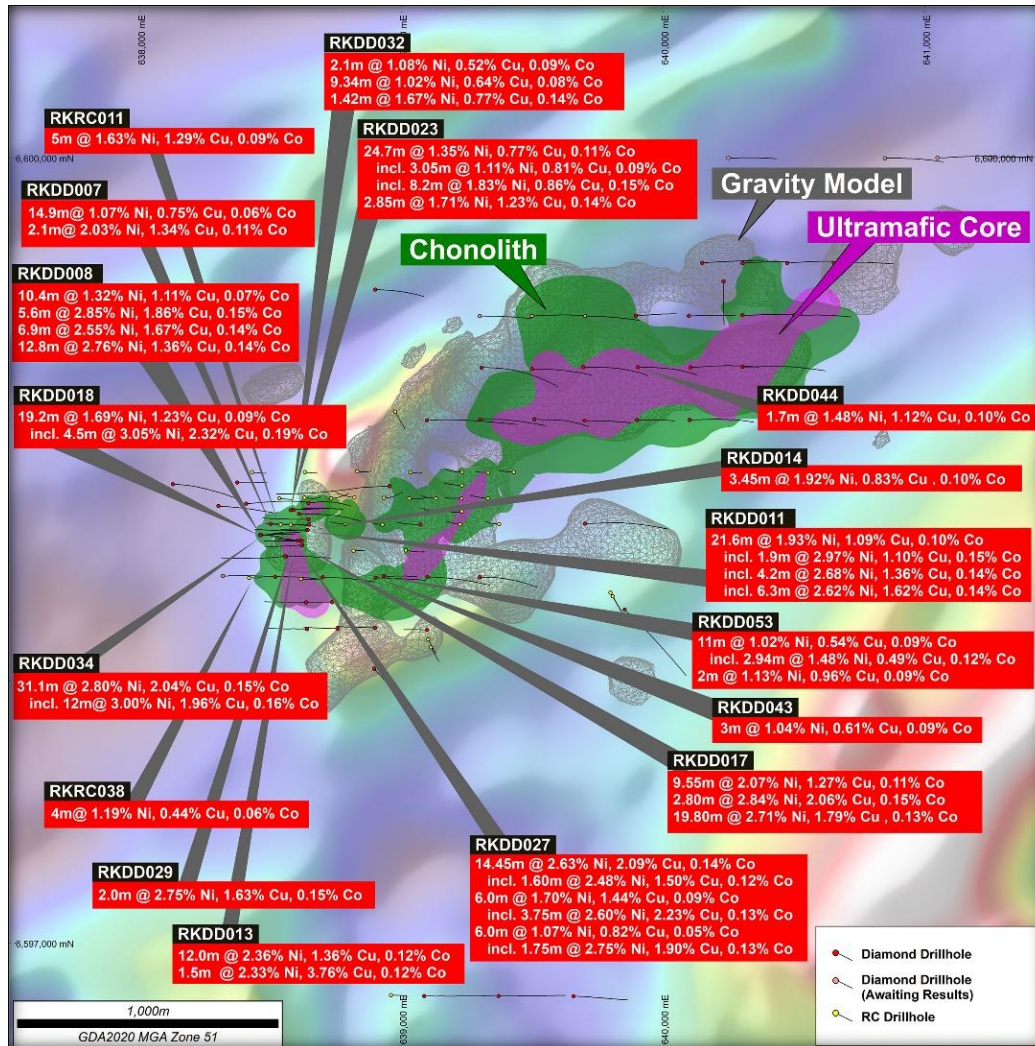 638,000 mE
640,000 mE
641,000 mE
RKDD032
2.1m @ 1.08% Ni, 0.52% Cu, 0.09% Co
9.34m @ 1.02% Ni, 0.64% Cu, 0.08% Co
1.42m @ 1.67% Ni, 0.77% Cu, 0.14% Co
RKRC011
5m @ 1.63% Ni, 1.29% Cu, 0.09% Co
RKDD023
24.7m @ 1.35% Ni, 0.77% Cu, 0.11% Co
incl. 3.05m @ 1.11% Ni, 0.81% Cu, 0.09% Co
incl. 8.2m @ 1.83% Ni, 0.86% Cu, 0.15% Co
2.85m @ 1.71% Ni, 1.23% Cu, 0.14% Co
6,600,000 mN
6,600,000 mN
RKDD007
14.9m@ 1.07% Ni, 0.75% Cu, 0.06% Co
2.1m@ 2.03% Ni, 1.34% Cu, 0.11% Co
Gravity Model
Ultramafic Core
Chonolith
RKDD008
10.4m @ 1.32% Ni, 1.11% Cu, 0.07% Co
5.6m @ 2.85% Ni, 1.86% Cu, 0.15% Co
6.9m @ 2.55% Ni, 1.67% Cu, 0.14% Co
12.8m @ 2.76% Ni, 1.36% Cu, 0.14% Co
RKDD018
19.2m @ 1.69% Ni, 1.23% Cu, 0.09% Co
incl. 4.5m @ 3.05% Ni, 2.32% Cu, 0.19% Co
RKDD044
1.7m @ 1.48% Ni, 1.12% Cu, 0.10% Co
RKDD014
3.45m @ 1.92% Ni, 0.83% Cu , 0.10% Co
RKDD011
21.6m @ 1.93% Ni, 1.09% Cu, 0.10% Co
incl. 1.9m @ 2.97% Ni, 1.10% Cu, 0.15% Co
incl. 4.2m @ 2.68% Ni, 1.36% Cu, 0.14% Co
incl. 6.3m @ 2.62% Ni, 1.62% Cu, 0.14% Co
RKDD053
11m @ 1.02% Ni, 0.54% Cu, 0.09% Co
incl. 2.94m @ 1.48% Ni, 0.49% Cu, 0.12% Co
2m @ 1.13% Ni, 0.96% Cu, 0.09% Co
RKDD034
31.1m @ 2.80% Ni, 2.04% Cu, 0.15% Co
incl. 12m@ 3.00% Ni, 1.96% Cu, 0.16% Co
RKDD043
3m @ 1.04% Ni, 0.61% Cu, 0.09% Co
RKDD017
9.55m @ 2.07% Ni, 1.27% Cu, 0.11% Co
2.80m @ 2.84% Ni, 2.06% Cu, 0.15% Co
19.80m @ 2.71% Ni, 1.79% Cu , 0.13% Co
RKRC038
4m@ 1.19% Ni, 0.44% Cu, 0.06% Co
RKDD027
14.45m @ 2.63% Ni, 2.09% Cu, 0.14% Co
incl. 1.60m @ 2.48% Ni, 1.50% Cu, 0.12% Co
6.0m @ 1.70% Ni, 1.44% Cu, 0.09% Co
incl. 3.75m @ 2.60% Ni, 2.23% Cu, 0.13% Co
6.0m @ 1.07% Ni, 0.82% Cu, 0.05% Co
incl. 1.75m @ 2.75% Ni, 1.90% Cu, 0.13% Co
RKDD029
2.0m @ 2.75% Ni, 1.63% Cu, 0.15% Co
RKDD013
12.0m @ 2.36% Ni, 1.36% Cu, 0.12% Co
1.5m @ 2.33% Ni, 3.76% Cu, 0.12% Co
6,597,000 mN
Diamond Drillhole
Diamond Drillhole
(Awaiting Results)
RC Drillhole
1,000m
GDA2020 MGA Zone 51
639,000 mE
640,000 mE